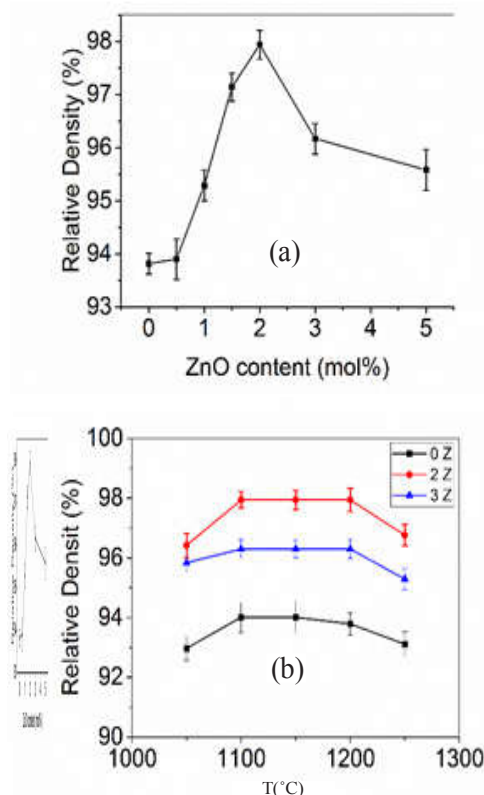 98
97
96
95
94
93
Relative Density (%)
(a)
0 1 2 3 4 5
ZnO content (mol%)
100
98
96
94
92
90
Relative Densit (%)
0 Z
2 Z
3 Z
(b)
1000 1100 1200 1300
T(°C)